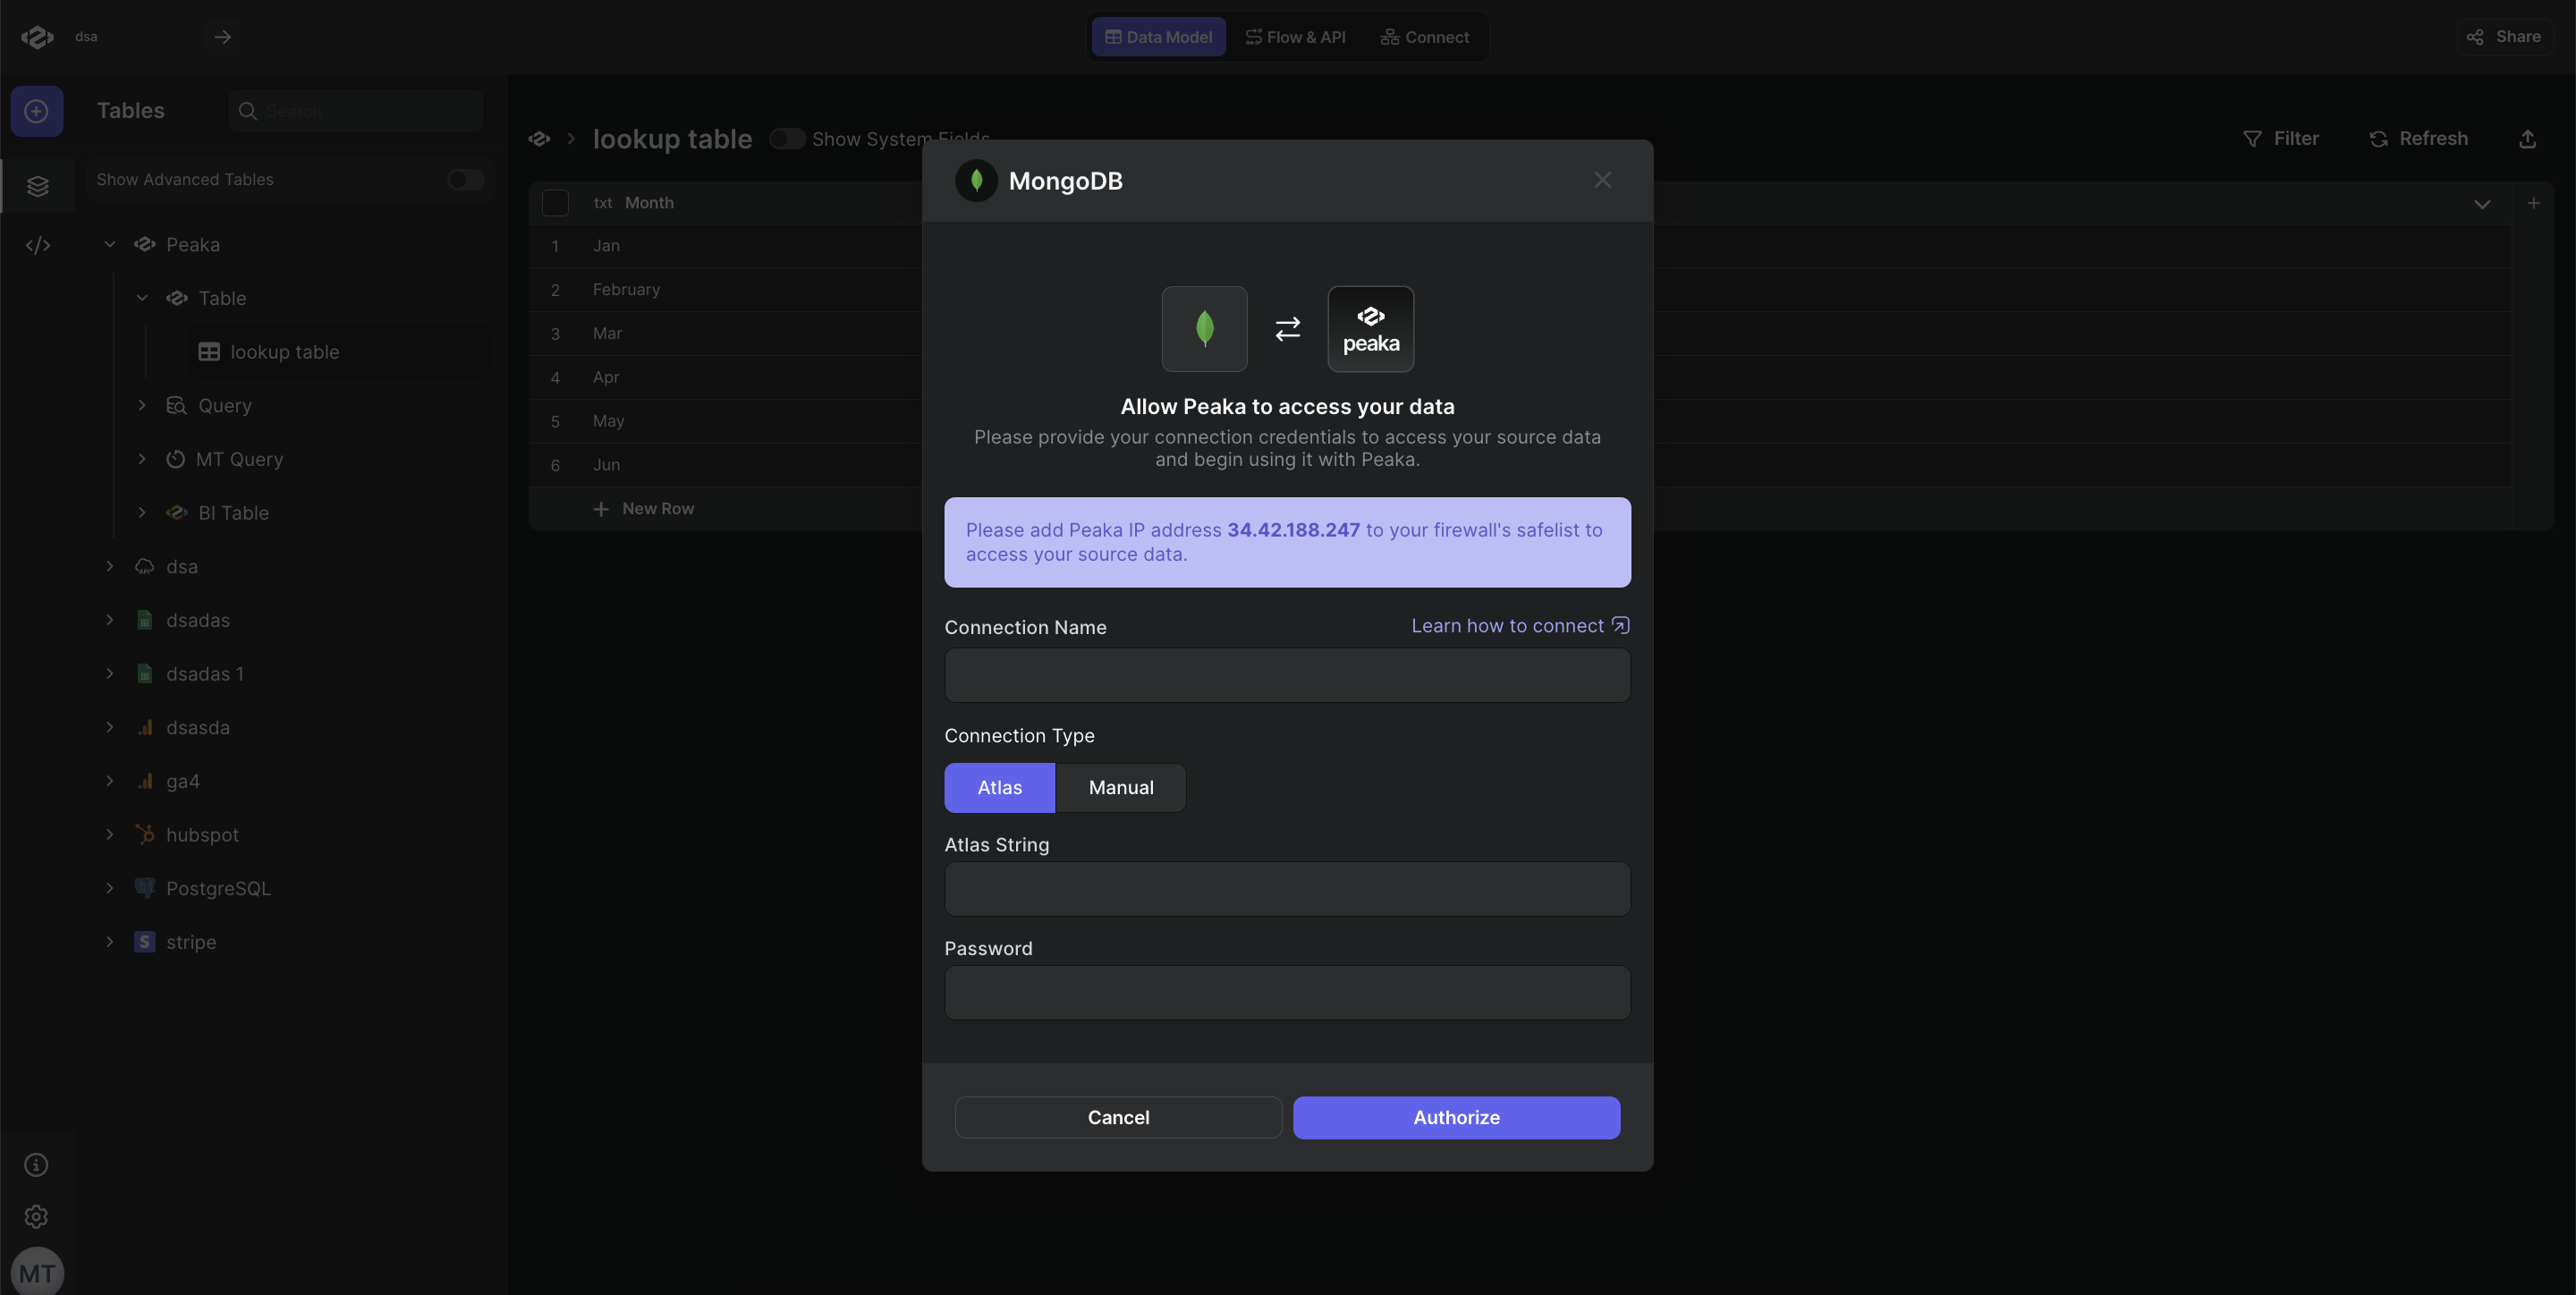 dsa
Data Model
Flow & API
Connect
Share
Tables
Search
Show Advanced Tables
Peaka
Table
lookup table
Query
MT Query
BI Table
dsa
dsadas
dsadas 1
dsasda
ga4
hubspot
PostgreSQL
stripe
MT
lookup table
Show System Fields
Filter
Refresh
txt Month
1 Jan
2 February
3 Mar
4 Apr
5 May
6 Jun
New Row
MongoDB
peaka
Allow Peaka to access your data
Please provide your connection credentials to access your source data
and begin using it with Peaka.
Please add Peaka IP address 34.42.188.247 to your firewall's safelist to
access your source data.
Connection Name
Learn how to connect
Connection Type
Atlas
Manual
Atlas String
Password
Cancel
Authorize